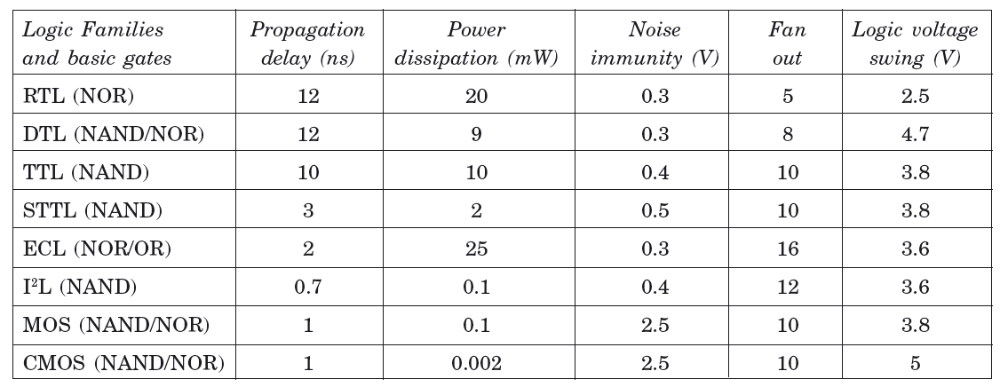 Logic Families and basic gates Propagation delay (ns) Power dissipation (mW) Noise immunity (V) Fan out Logic voltage swing (V)
RTL (NOR) 12 20 0.3 5 2.5
DTL (NAND/NOR) 12 9 0.3 8 4.7
TTL (NAND) 10 10 0.4 10 3.8
STTL (NAND) 3 2 0.5 10 3.8
ECL (NOR/OR) 2 25 0.3 16 3.6
I²L (NAND) 0.7 0.1 0.4 12 3.6
MOS (NAND/NOR) 1 0.1 2.5 10 3.8
CMOS (NAND/NOR) 1 0.002 2.5 10 5